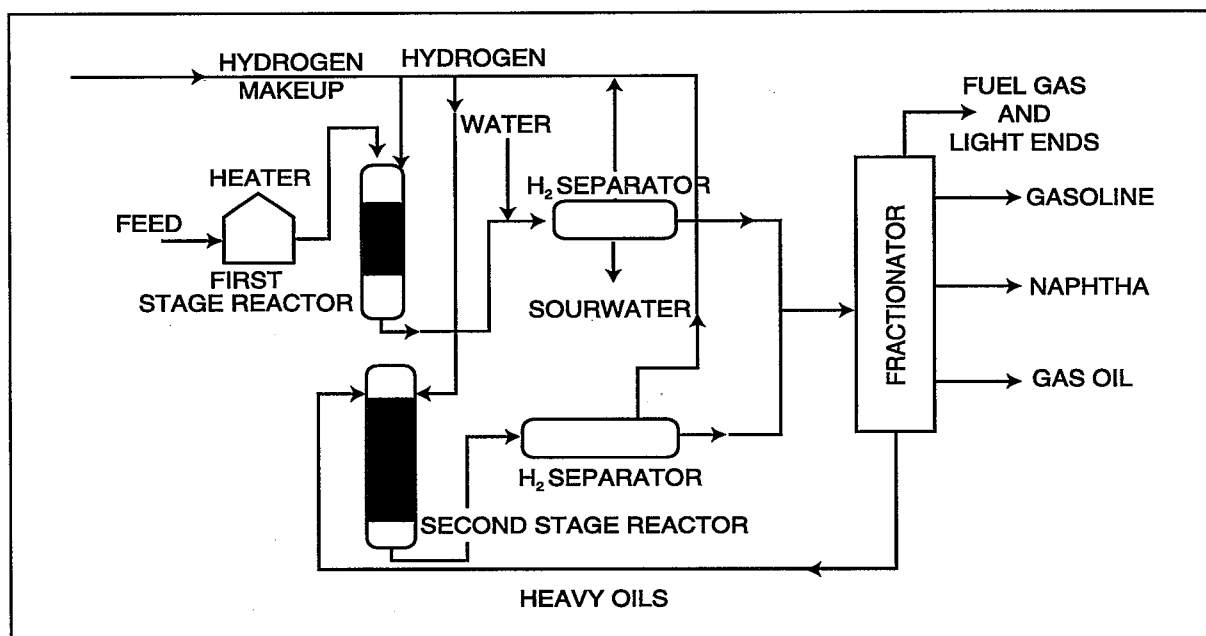 HYDROGEN
MAKEUP
HYDROGEN
WATER
HEATER
FEED
FIRST
STAGE REACTOR
H₂ SEPARATOR
SOURWATER
FUEL GAS
AND
LIGHT ENDS
GASOLINE
NAPHTHA
GAS OIL
FRACTIONATOR
H₂ SEPARATOR
SECOND STAGE REACTOR
HEAVY OILS